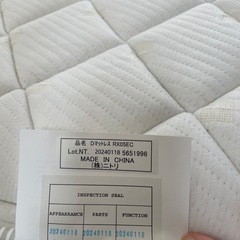 品名 Dマットレス RX05EC
Lot.NT. 20240118 5651996
MADE IN CHINA
(株)ニトリ
INSPECTION SEAL
APPEARRANCE PARTS FUNCTION
20240118 20240118 20240118